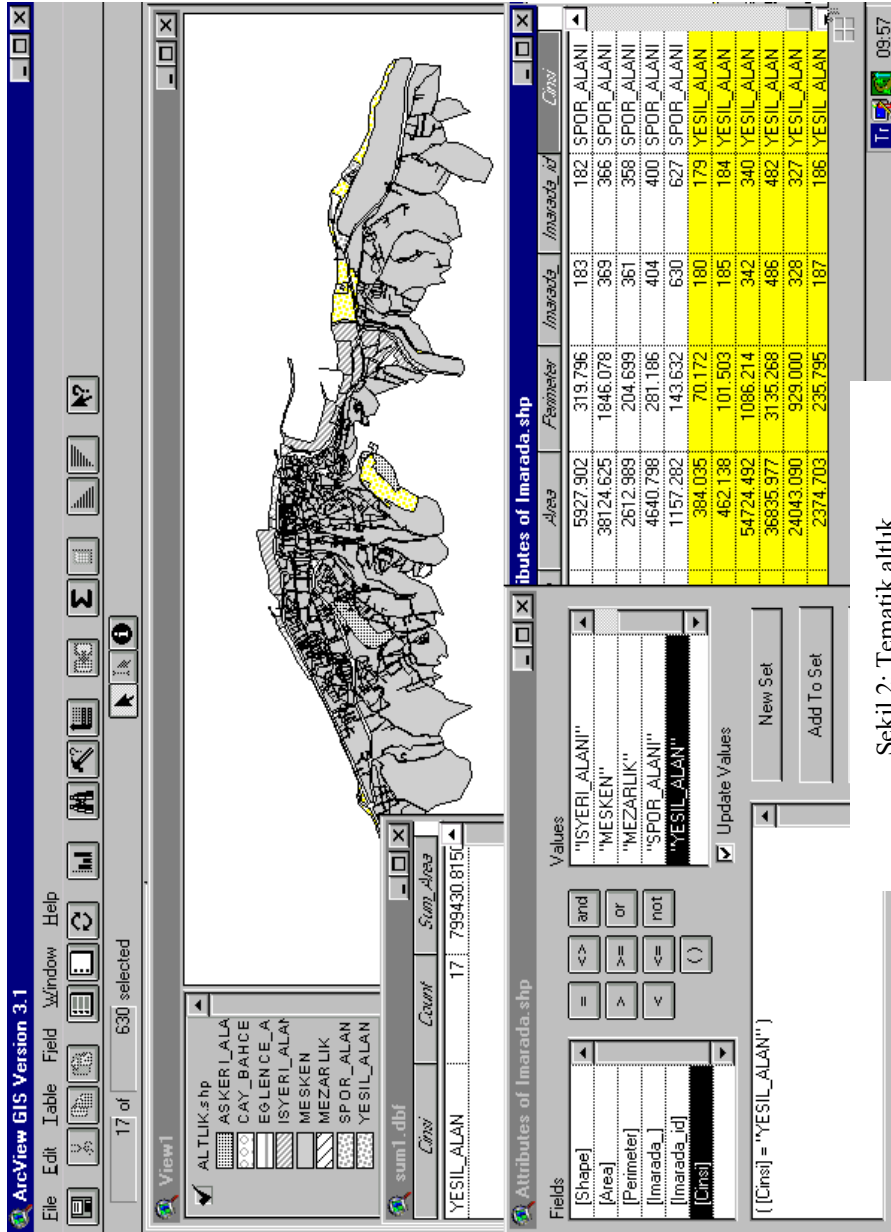 ArcView GIS Version 3.1
File Edit Table Field Window Help
Σ
17 of 630 selected
View1
ALTLIK.shp
ASKERI_ALA
CAY_BAHCE
EGLENCE_A
ISYERI_ALAN
MESKEN
MEZARLIK
SPOR_ALAN
YESIL_ALAN
sum1.dbf
Cinsi Count Sum_Area
YESIL_ALAN 17 799430.8150
Attributes of Imarada.shp
Fields
[Shape]
[Area]
[Perimeter]
[Imarada_]
[Imarada_id]
[Cinsi]
= <> and
> >= or
< <= not
( )
Values
"ISYERI_ALANI"
"MESKEN"
"MEZARLIK"
"SPOR_ALANI"
"YESIL_ALAN"
Update Values
( [Cinsi] = "YESIL_ALAN" )
New Set
Add To Set
ibutes of Imarada.shp
Area Perimeter Imarada_ Imarada_id Cinsi
5927.902 319.796 183 182 SPOR_ALANI
38124.625 1846.078 369 366 SPOR_ALANI
2612.989 204.699 361 358 SPOR_ALANI
4640.798 281.186 404 400 SPOR_ALANI
1157.282 143.632 630 627 SPOR_ALANI
384.035 70.172 180 179 YESIL_ALAN
462.138 101.503 185 184 YESIL_ALAN
54724.492 1086.214 342 340 YESIL_ALAN
36835.977 3135.268 486 482 YESIL_ALAN
24043.090 929.000 328 327 YESIL_ALAN
2374.703 235.795 187 186 YESIL_ALAN
Tr 09:57
Şekil 2: Tematik altlık